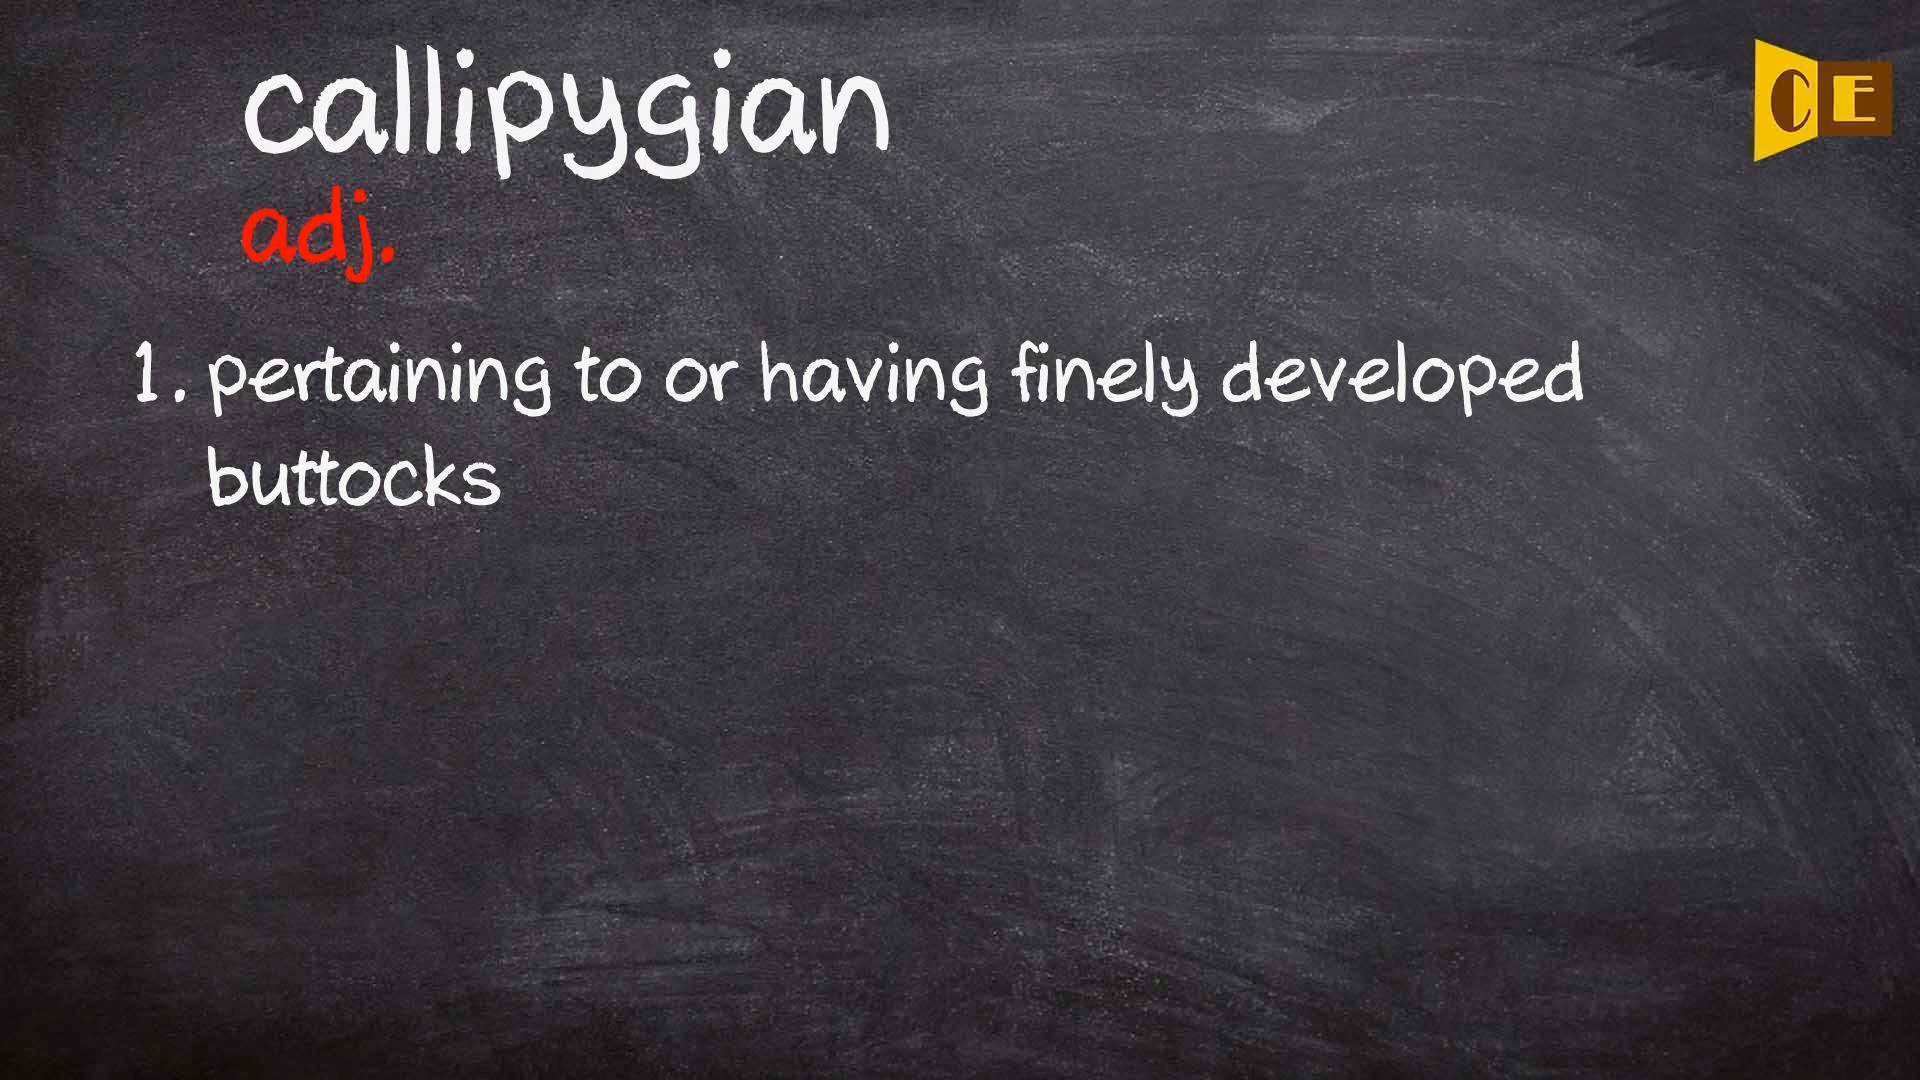 callipygian
CE
adj.
1. pertaining to or having finely developed
buttocks